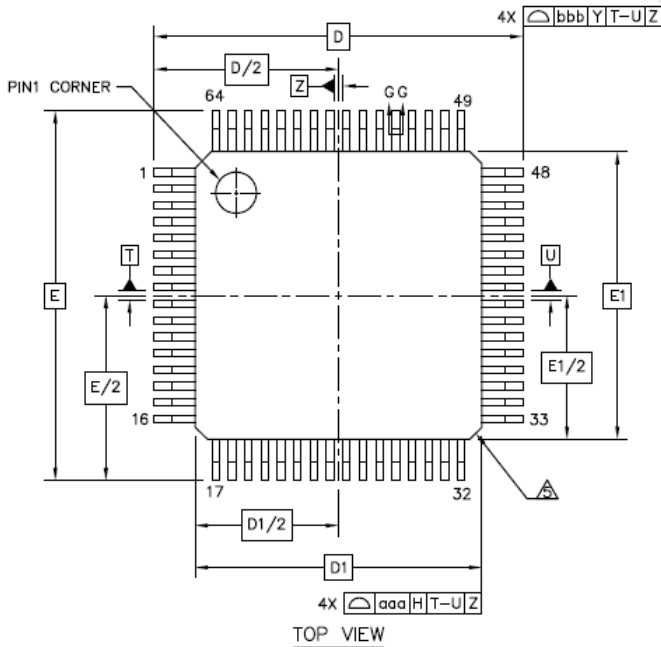 4X ⌓ bbb Y T-U Z
D
D/2
Z
PIN1 CORNER
64
G G
49
1
48
T
U
E
E1
E/2
E1/2
16
33
17
32
5
D1/2
D1
4X ⌓ aaa H T-U Z
TOP VIEW